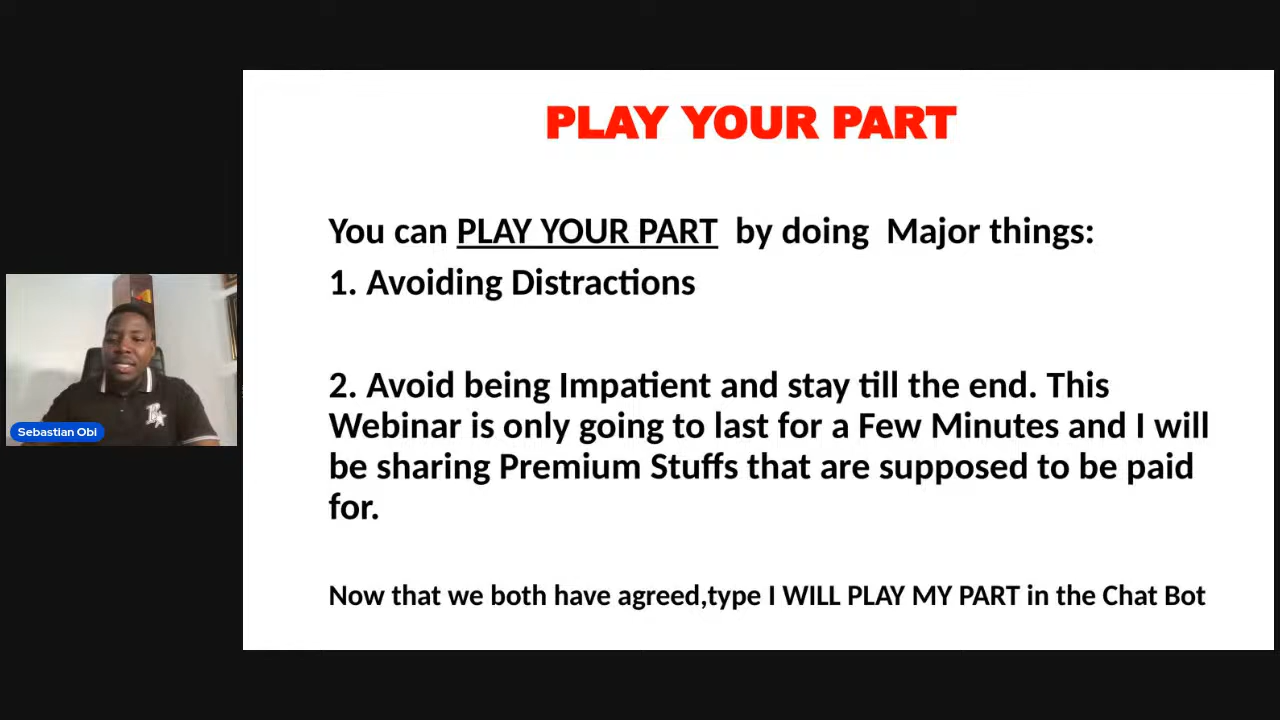 PLAY YOUR PART
You can PLAY YOUR PART by doing Major things:
1. Avoiding Distractions
2. Avoid being Impatient and stay till the end. This
Webinar is only going to last for a Few Minutes and I will
be sharing Premium Stuffs that are supposed to be paid
for.
Now that we both have agreed,type I WILL PLAY MY PART in the Chat Bot
Sebastian Obi